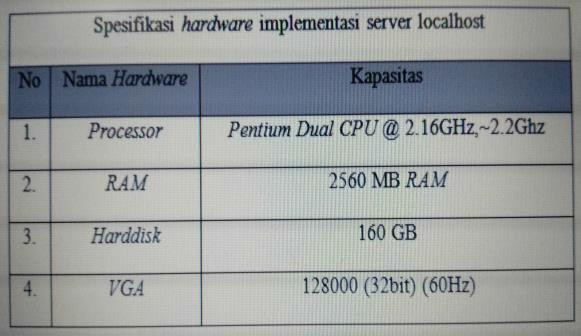 Spesifikasi hardware implementasi server localhost
No Nama Hardware Kapasitas
1. Processor Pentium Dual CPU @ 2.16GHz,~2.2Ghz
2. RAM 2560 MB RAM
3. Harddisk 160 GB
4. VGA 128000 (32bit) (60Hz)